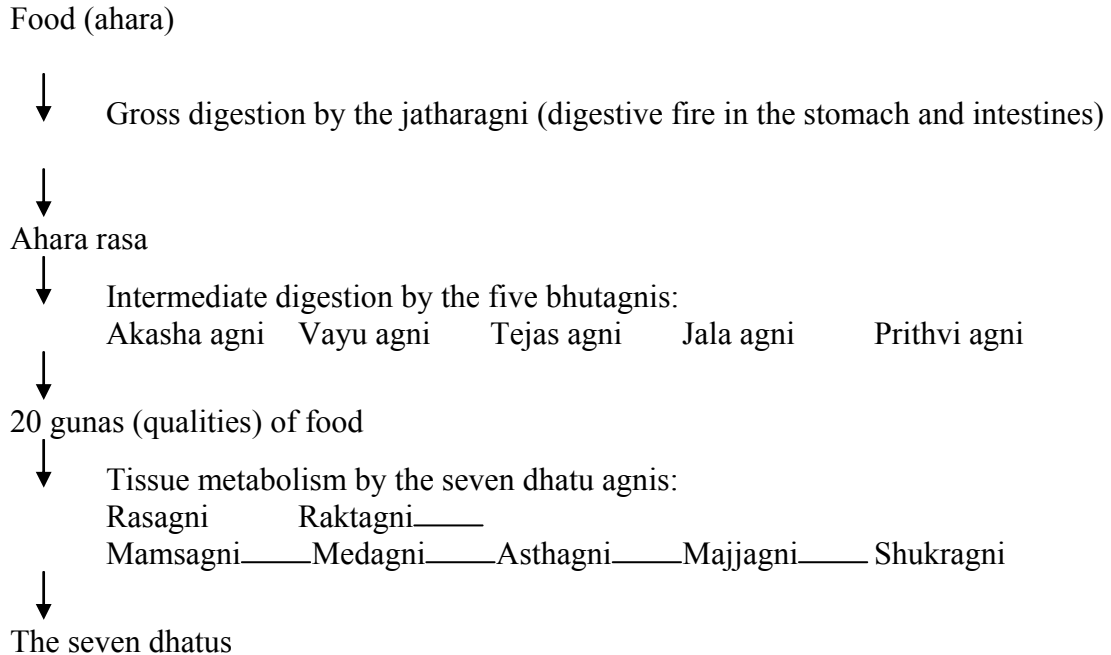 Food (ahara)
Gross digestion by the jatharagni (digestive fire in the stomach and intestines)
Ahara rasa
Intermediate digestion by the five bhutagnis:
Akasha agni Vayu agni Tejas agni Jala agni Prithvi agni
20 gunas (qualities) of food
Tissue metabolism by the seven dhatu agnis:
Rasagni Raktagni
Mamsagni Medagni Asthagni Majjagni Shukragni
The seven dhatus